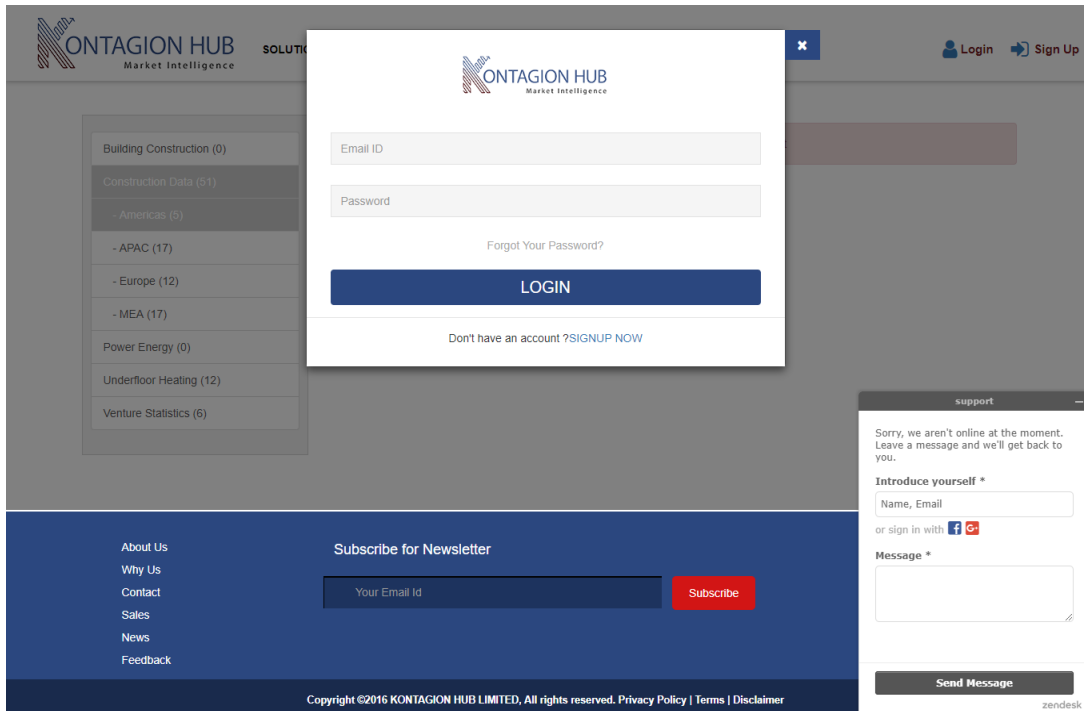 KONTAGION HUB
Market Intelligence
Login
Sign Up
KONTAGION HUB
Market Intelligence
Email ID
Password
Forgot Your Password?
LOGIN
Don't have an account ?SIGNUP NOW
Building Construction (0)
Construction Data (51)
- Americas (5)
- APAC (17)
- Europe (12)
- MEA (17)
Power Energy (0)
Underfloor Heating (12)
Venture Statistics (6)
support
Sorry, we aren't online at the moment.
Leave a message and we'll get back to
you.
Introduce yourself *
Name, Email
or sign in with f G+
Message *
Send Message
zendesk
About Us
Why Us
Contact
Sales
News
Feedback
Subscribe for Newsletter
Your Email Id
Subscribe
Copyright ©2016 KONTAGION HUB LIMITED, All rights reserved. Privacy Policy | Terms | Disclaimer